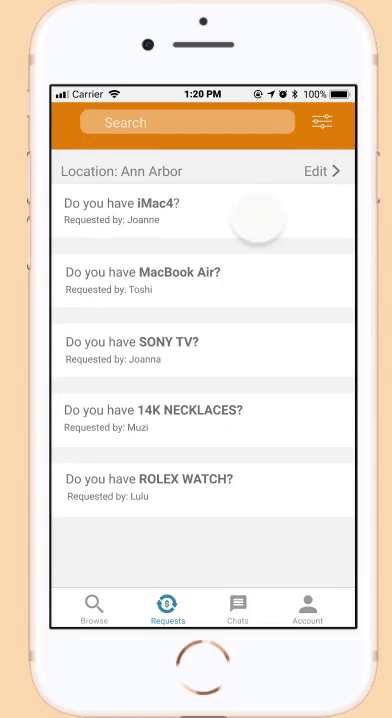 Carrier 1:20 PM 100%
Search
Location: Ann Arbor Edit
Do you have iMac4?
Requested by: Joanne
Do you have MacBook Air?
Requested by: Toshi
Do you have SONY TV?
Requested by: Joanna
Do you have 14K NECKLACES?
Requested by: Muzi
Do you have ROLEX WATCH?
Requested by: Lulu
$
Browse Requests Chats Account